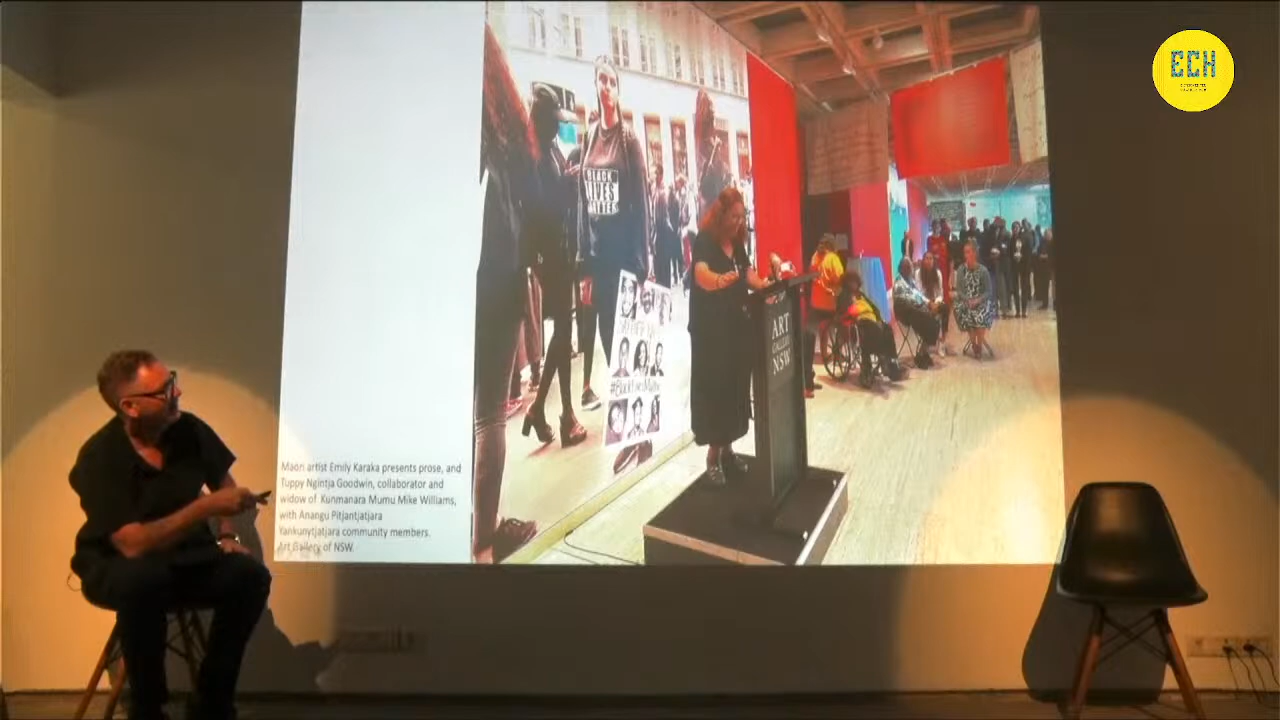 ECH
BLACK
LIVES
MATTER
#BlackLivesMatter
ART
GALLERY
NSW
Maori artist Emily Karaka presents prose, and
Tuppy Ngintja Goodwin, collaborator and
widow of Kunmanara Mumu Mike Williams,
with Anangu Pitjantjatjara
Yankunytjatjara community members.
Art Gallery of NSW.